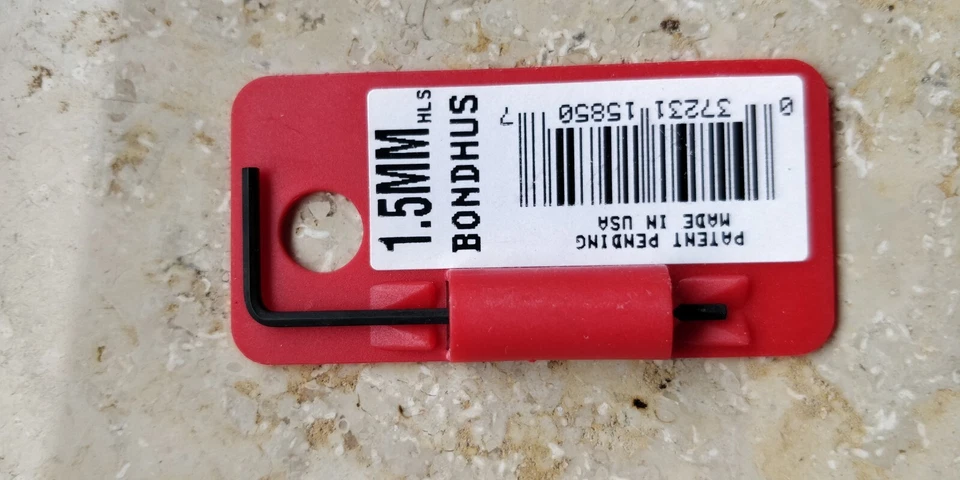 1.5MM HLS
BONDHUS
0 37231 15850 7
PATENT PENDING
MADE IN USA